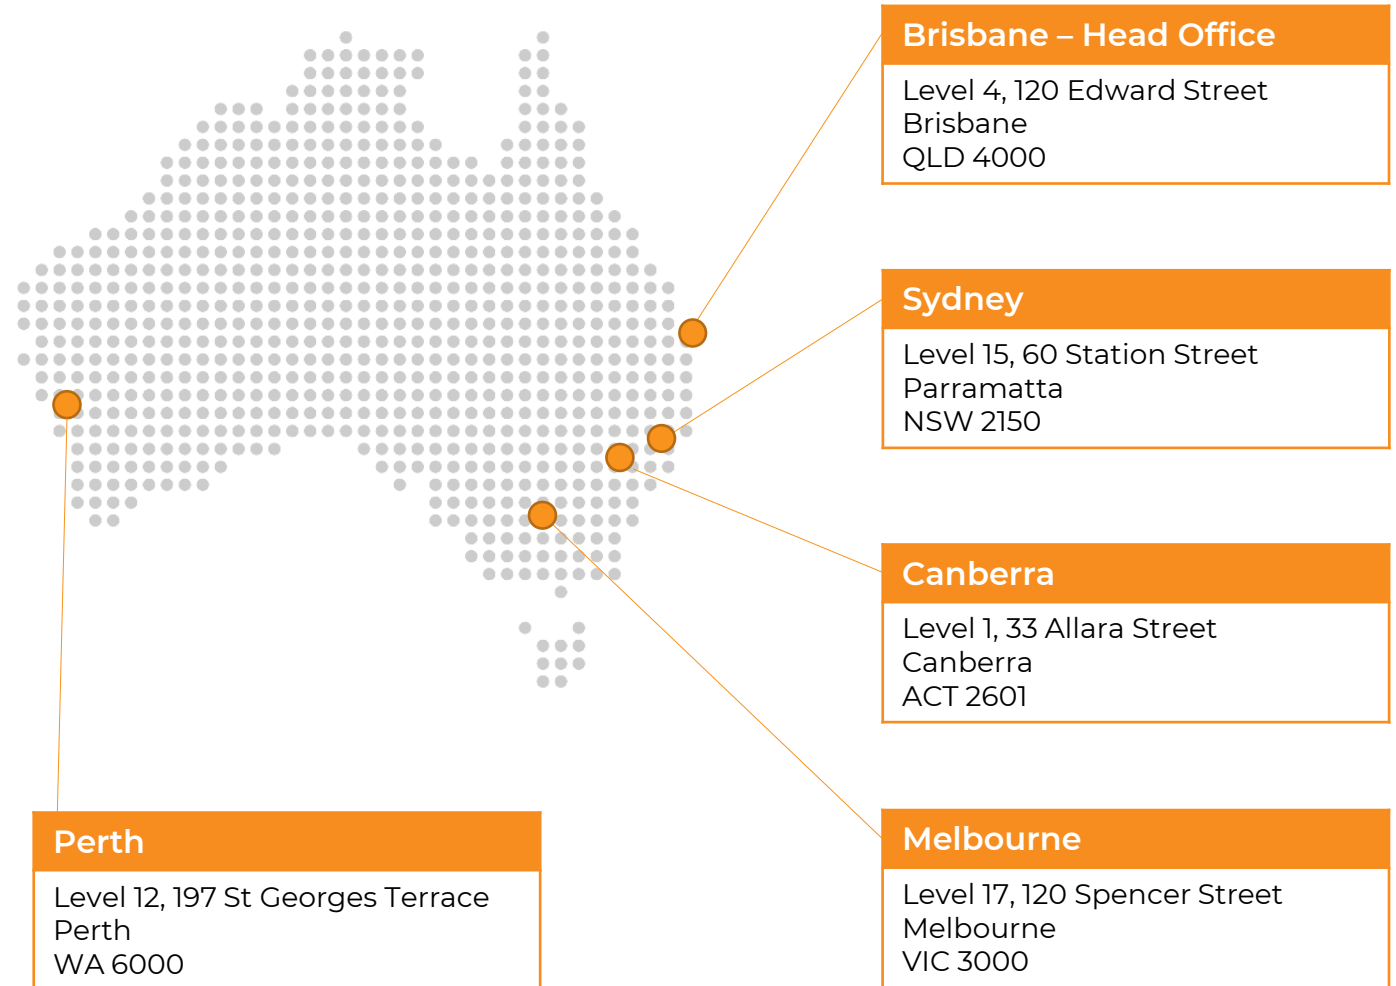 Brisbane – Head Office
Level 4, 120 Edward Street
Brisbane
QLD 4000
Sydney
Level 15, 60 Station Street
Parramatta
NSW 2150
Canberra
Level 1, 33 Allara Street
Canberra
ACT 2601
Melbourne
Level 17, 120 Spencer Street
Melbourne
VIC 3000
Perth
Level 12, 197 St Georges Terrace
Perth
WA 6000